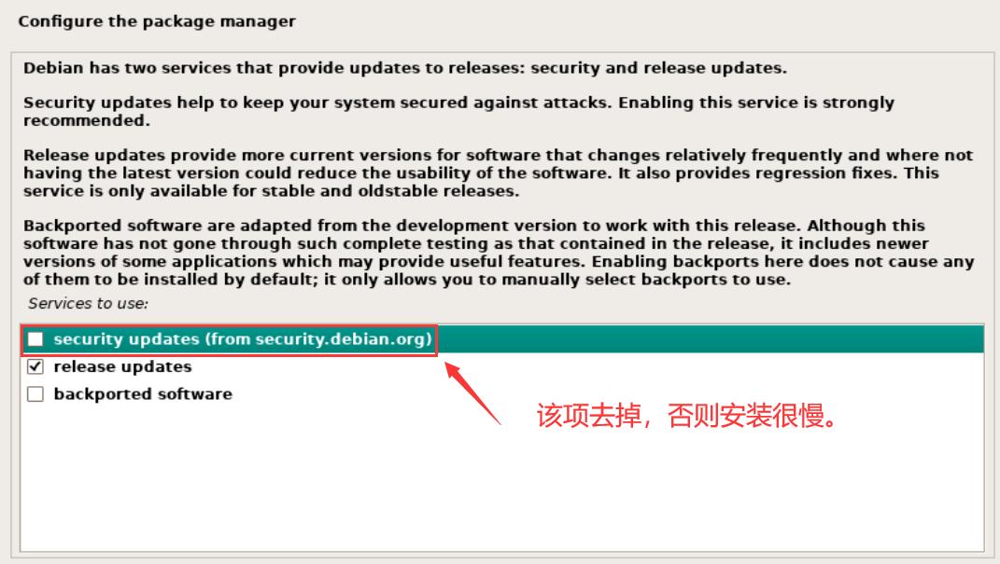 Configure the package manager
Debian has two services that provide updates to releases: security and release updates.
Security updates help to keep your system secured against attacks. Enabling this service is strongly
recommended.
Release updates provide more current versions for software that changes relatively frequently and where not
having the latest version could reduce the usability of the software. It also provides regression fixes. This
service is only available for stable and oldstable releases.
Backported software are adapted from the development version to work with this release. Although this
software has not gone through such complete testing as that contained in the release, it includes newer
versions of some applications which may provide useful features. Enabling backports here does not cause any
of them to be installed by default; it only allows you to manually select backports to use.
Services to use:
security updates (from security.debian.org)
release updates
backported software
该项去掉，否则安装很慢。